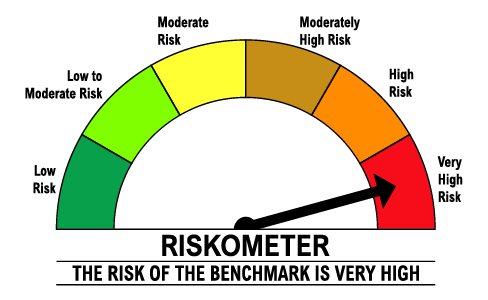 Moderate
Risk
Moderately
High Risk
Low to
Moderate Risk
High
Risk
Low
Risk
Very
High
Risk
RISKOMETER
THE RISK OF THE BENCHMARK IS VERY HIGH